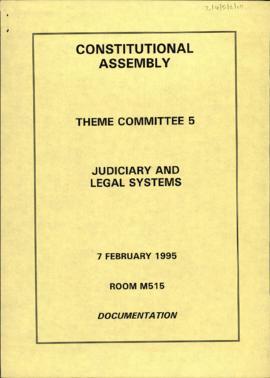 CONSTITUTIONAL
ASSEMBLY
THEME COMMITTEE 5
JUDICIARY AND
LEGAL SYSTEMS
7 FEBRUARY 1995
ROOM M515
DOCUMENTATION